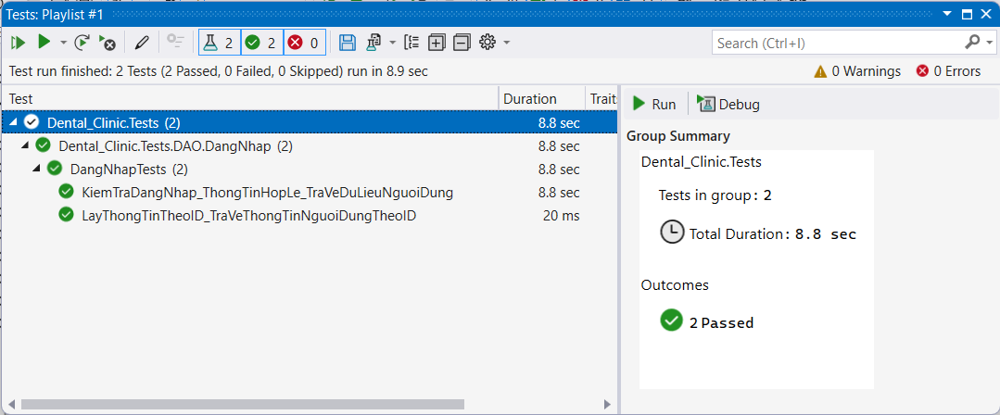 Tests: Playlist #1
2 2 0 Search (Ctrl+I)
Test run finished: 2 Tests (2 Passed, 0 Failed, 0 Skipped) run in 8.9 sec 0 Warnings 0 Errors
Test Duration Trait
Dental_Clinic.Tests (2) 8.8 sec
Dental_Clinic.Tests.DAO.DangNhap (2) 8.8 sec
DangNhapTests (2) 8.8 sec
KiemTraDangNhap_ThongTinHopLe_TraVeDuLieuNguoiDung 8.8 sec
LayThongTinTheoID_TraVeThongTinNguoiDungTheoID 20 ms
Run Debug
Group Summary
Dental_Clinic.Tests
Tests in group: 2
Total Duration: 8.8 sec
Outcomes
2 Passed